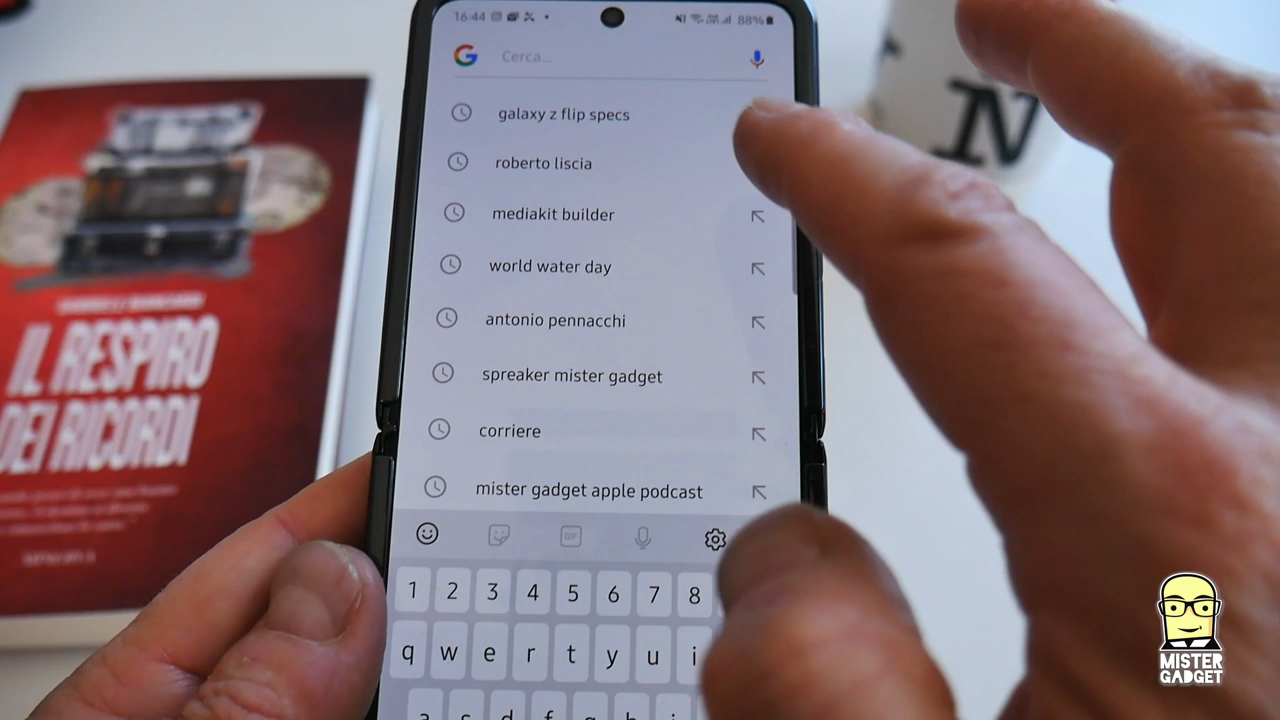 16:44
88%
Cerca...
galaxy z flip specs
roberto liscia
mediakit builder
world water day
antonio pennacchi
spreaker mister gadget
corriere
mister gadget apple podcast
GIF
1 2 3 4 5 6 7 8
q w e r t y u i
a s d f g h j
N
IL RESPIRO
DEI RICORDI
MISTER
GADGET